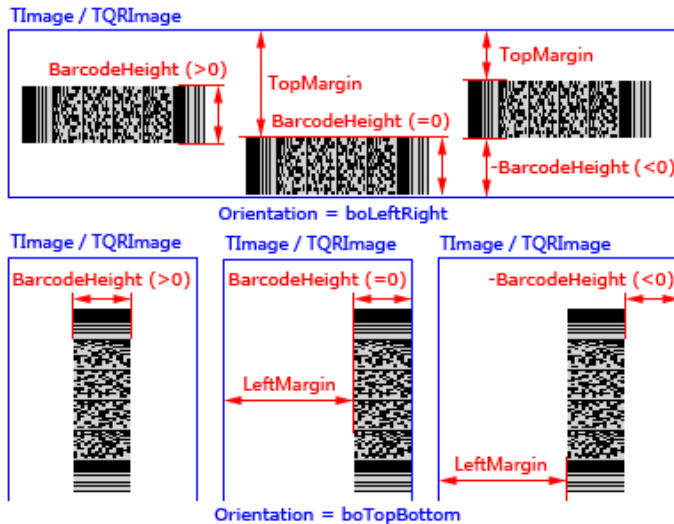 TImage / TQRImage
BarcodeHeight (>0)
TopMargin
TopMargin
BarcodeHeight (=0)
-BarcodeHeight (<0)
Orientation = boLeftRight
TImage / TQRImage
TImage / TQRImage
TImage / TQRImage
BarcodeHeight (>0)
BarcodeHeight (=0)
-BarcodeHeight (<0)
LeftMargin
LeftMargin
Orientation = boTopBottom